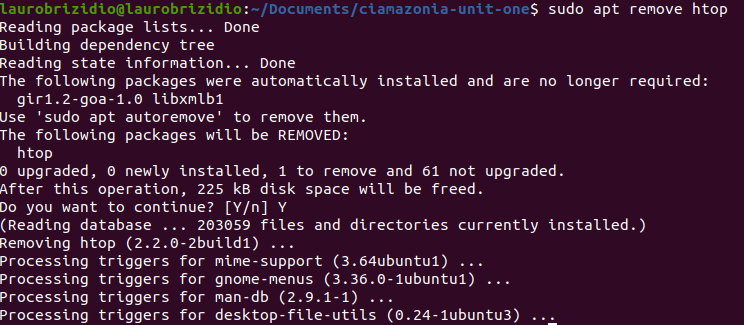 laurobrizidio@laurobrizidio:~/Documents/ciamazonia-unit-one$ sudo apt remove htop
Reading package lists... Done
Building dependency tree
Reading state information... Done
The following packages were automatically installed and are no longer required:
  gir1.2-goa-1.0 libxmlb1
Use 'sudo apt autoremove' to remove them.
The following packages will be REMOVED:
  htop
0 upgraded, 0 newly installed, 1 to remove and 61 not upgraded.
After this operation, 225 kB disk space will be freed.
Do you want to continue? [Y/n] Y
(Reading database ... 203059 files and directories currently installed.)
Removing htop (2.2.0-2build1) ...
Processing triggers for mime-support (3.64ubuntu1) ...
Processing triggers for gnome-menus (3.36.0-1ubuntu1) ...
Processing triggers for man-db (2.9.1-1) ...
Processing triggers for desktop-file-utils (0.24-1ubuntu3) ...